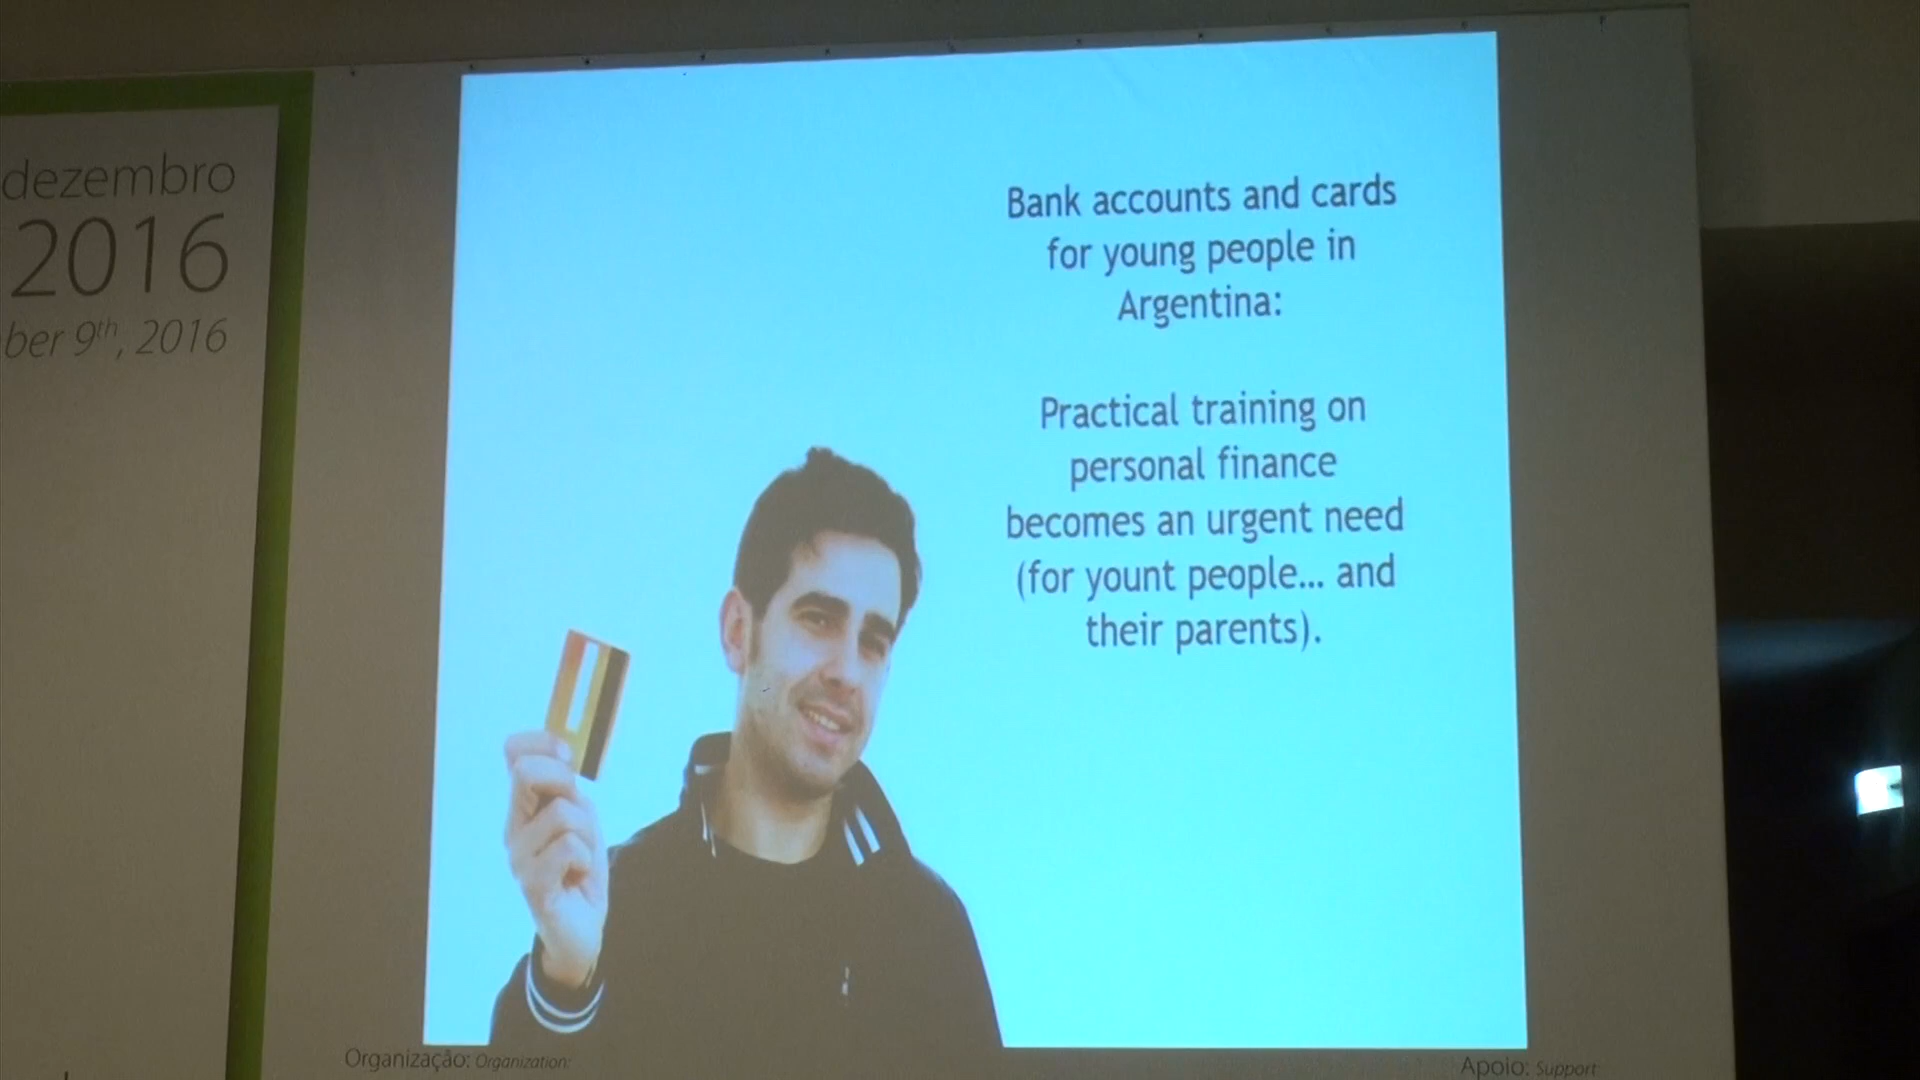 dezembro
2016
ber 9th, 2016
Bank accounts and cards
for young people in
Argentina:
Practical training on
personal finance
becomes an urgent need
(for yount people... and
their parents).
Organização: Organization:
Apoio: Support